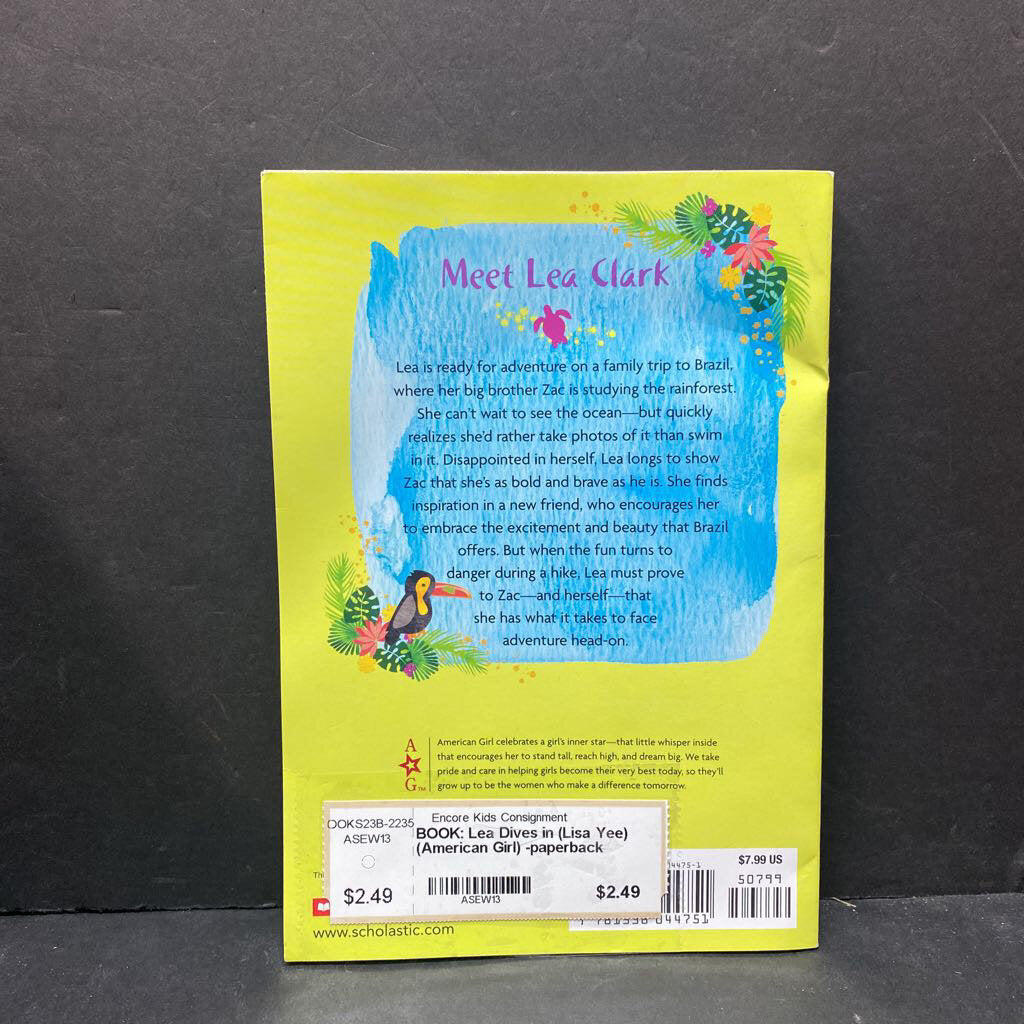 Meet Lea Clark
Lea is ready for adventure on a family trip to Brazil,
where her big brother Zac is studying the rainforest.
She can't wait to see the ocean—but quickly
realizes she'd rather take photos of it than swim
in it. Disappointed in herself, Lea longs to show
Zac that she's as bold and brave as he is. She finds
inspiration in a new friend, who encourages her
to embrace the excitement and beauty that Brazil
offers. But when the fun turns to
danger during a hike, Lea must prove
to Zac—and herself—that
she has what it takes to face
adventure head-on.
A
G™
American Girl celebrates a girl's inner star—that little whisper inside
that encourages her to stand tall, reach high, and dream big. We take
pride and care in helping girls become their very best today, so they'll
grow up to be the women who make a difference tomorrow.
OOKS23B-2235
ASEW13
$2.49
Encore Kids Consignment
BOOK: Lea Dives in (Lisa Yee)
(American Girl) -paperback
ASEW13
$2.49
4475-1
$7.99 US
50799
044751
www.scholastic.com